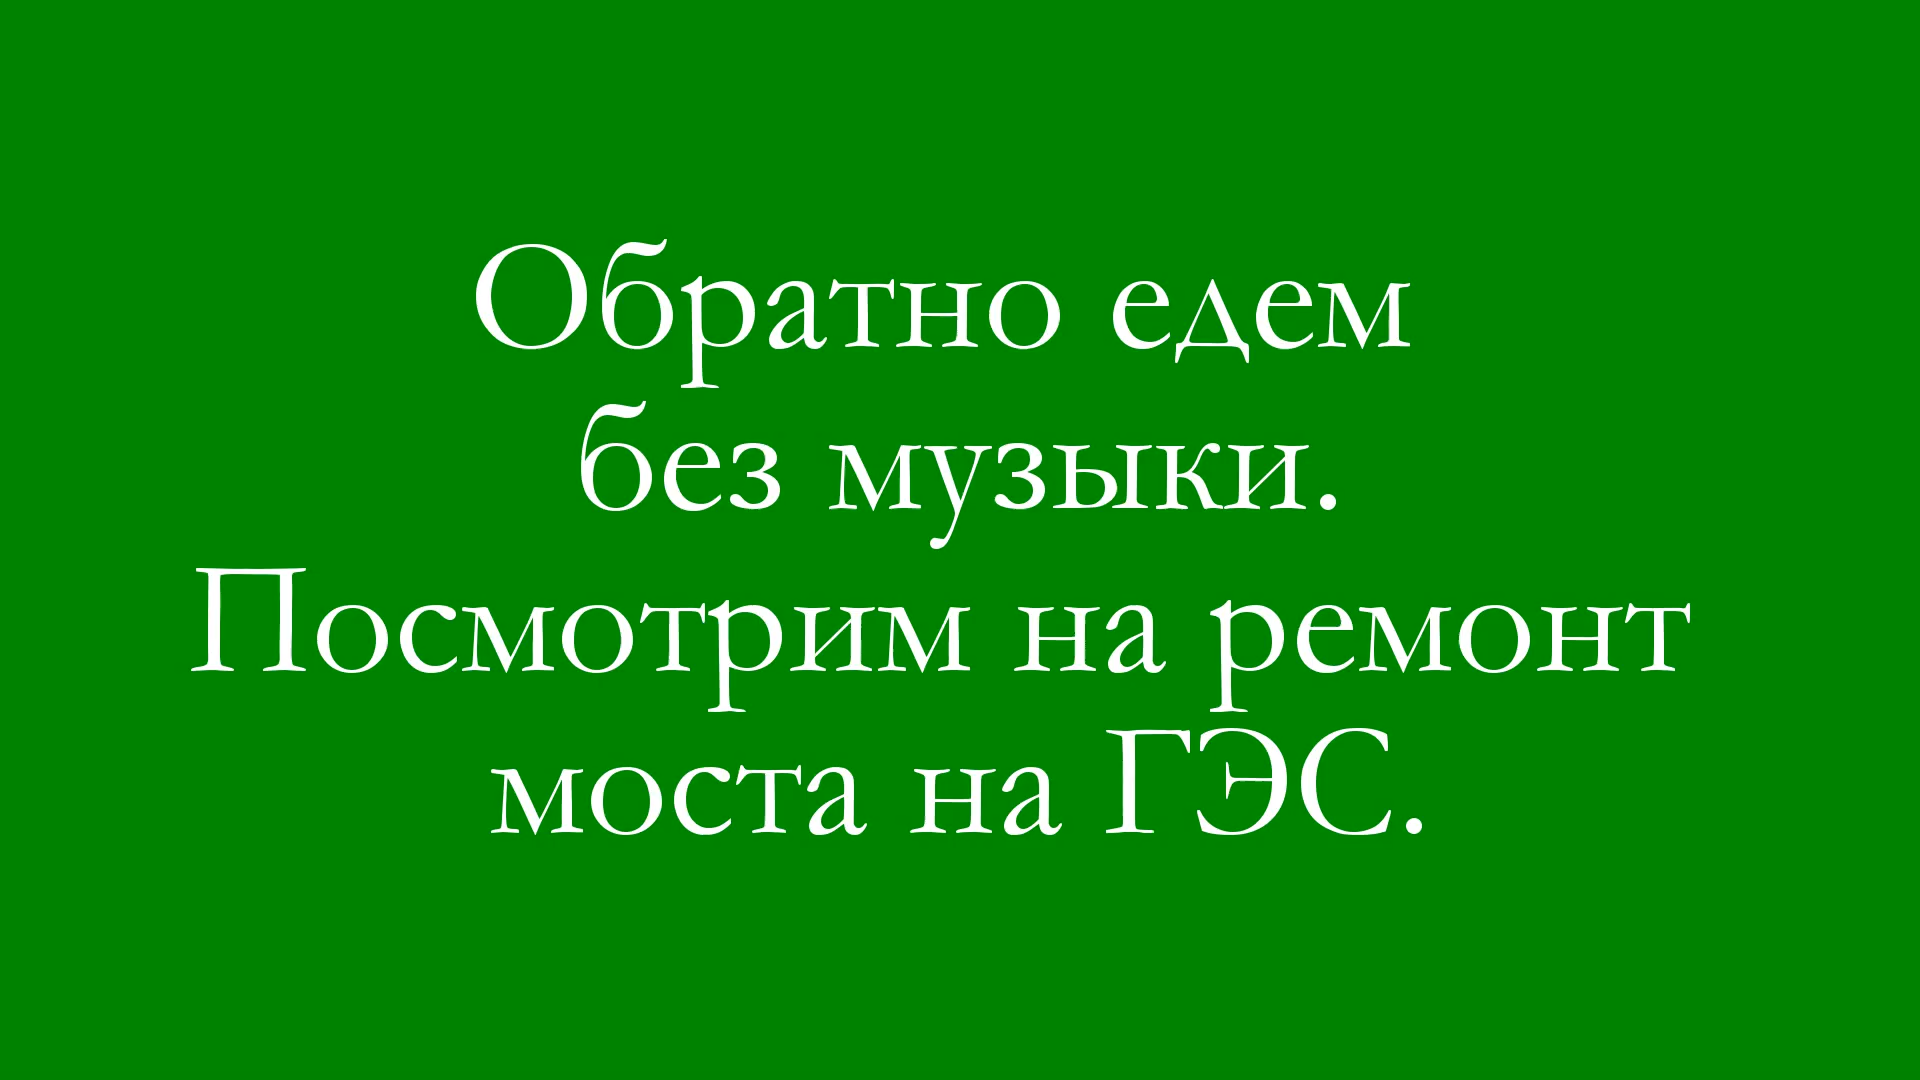 Обратно едем
без музыки.
Посмотрим на ремонт
моста на ГЭС.